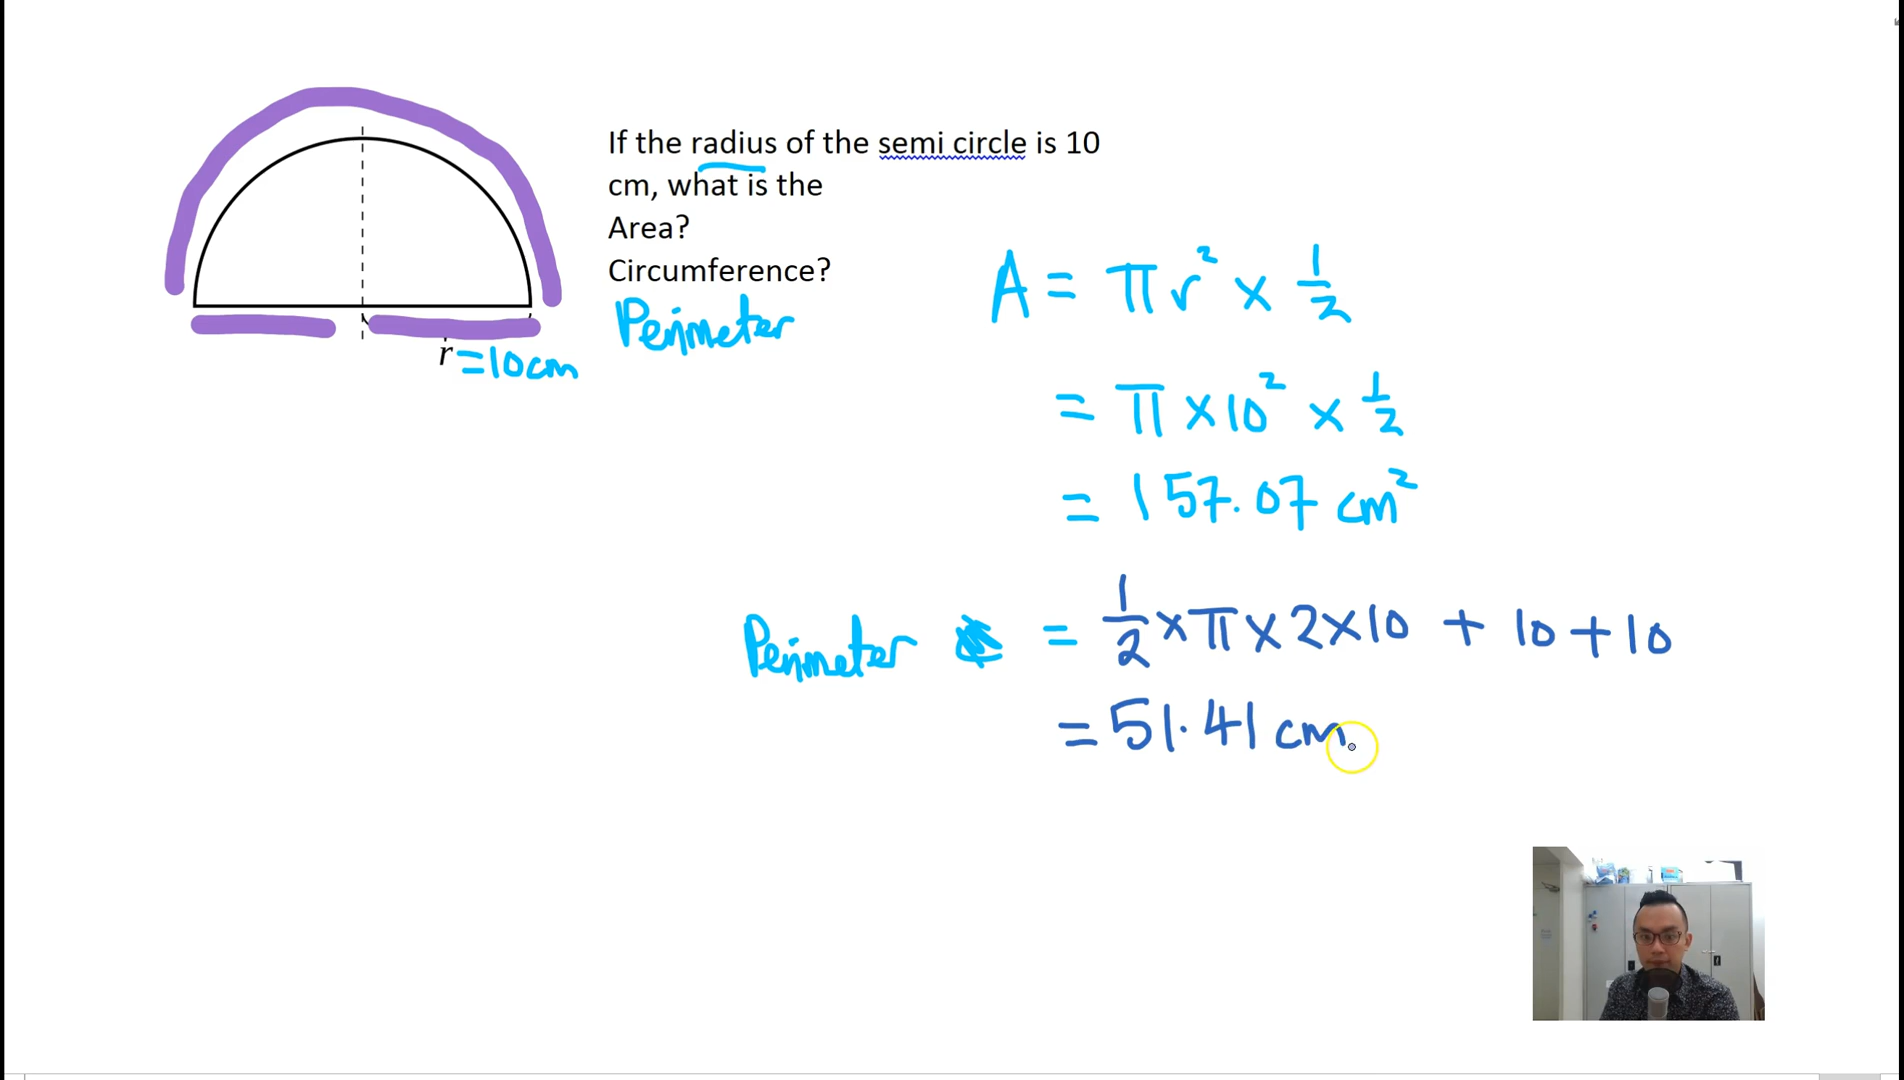 If the radius of the semi circle is 10
cm, what is the
Area?
Circumference?
Perimeter
r = 10cm
A = πr² × 1/2
= π × 10² × 1/2
= 157.07 cm²
Perimeter = 1/2 × π × 2 × 10 + 10 + 10
= 51.41 cm